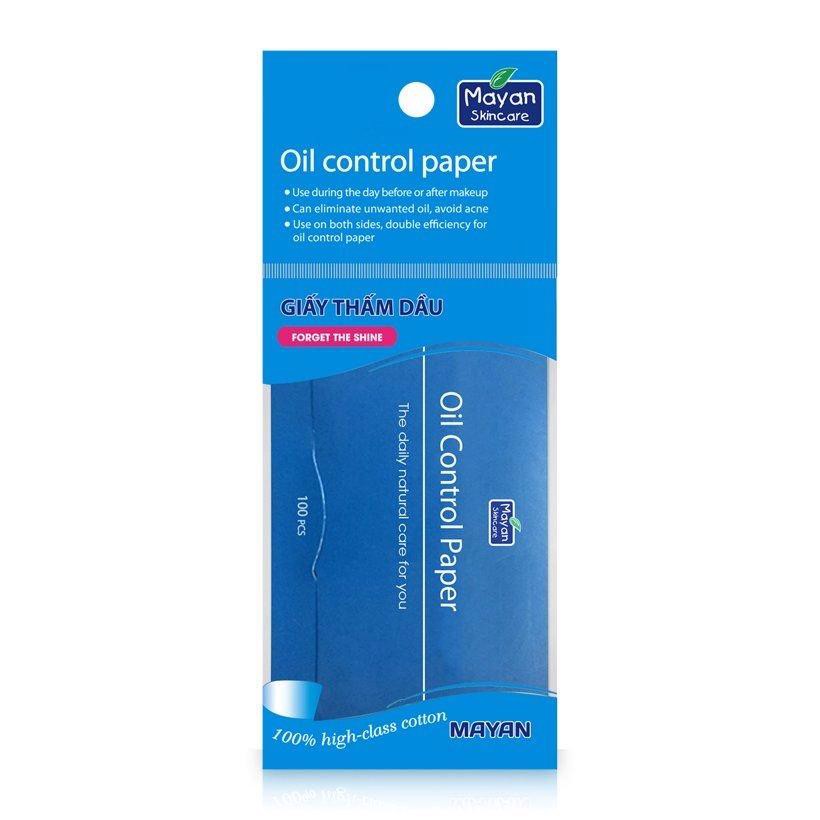 Mayan
Skincare
Oil control paper
• Use during the day before or after makeup
• Can eliminate unwanted oil, avoid acne
• Use on both sides, double efficiency for
oil control paper
GIẤY THẤM DẦU
FORGET THE SHINE
Oil Control Paper
The daily natural care for you
100 PCS
Mayan
Skincare
100% high-class cotton
MAYAN